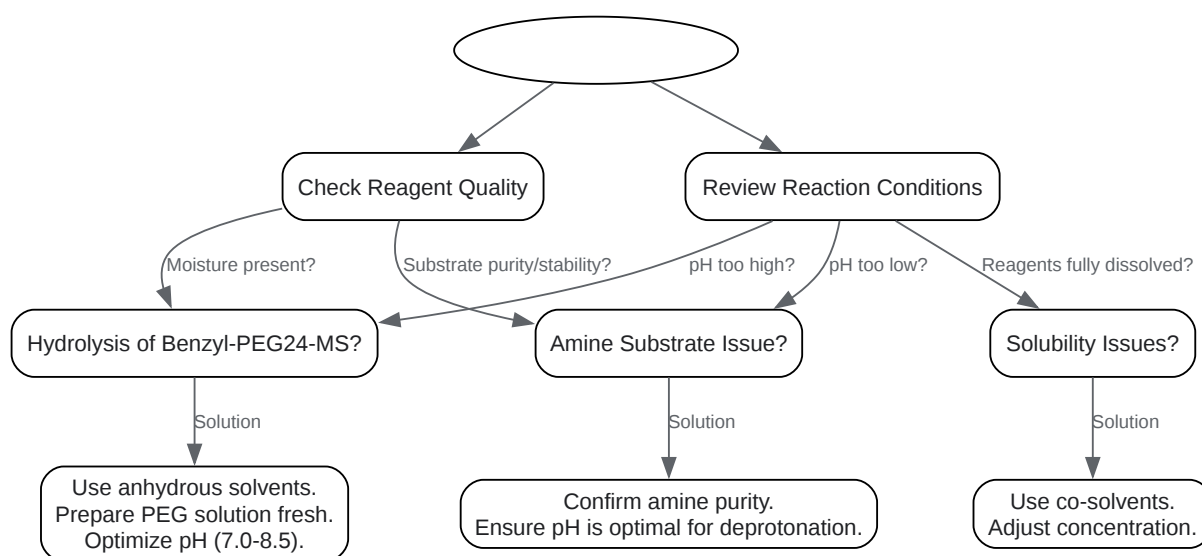 Check Reagent Quality
Review Reaction Conditions
Moisture present?
Substrate purity/stability?
pH too high?
pH too low?
Reagents fully dissolved?
Hydrolysis of Benzyl-PEG24-MS?
Amine Substrate Issue?
Solubility Issues?
Solution
Solution
Solution
Use anhydrous solvents.
Prepare PEG solution fresh.
Optimize pH (7.0-8.5).
Confirm amine purity.
Ensure pH is optimal for deprotonation.
Use co-solvents.
Adjust concentration.